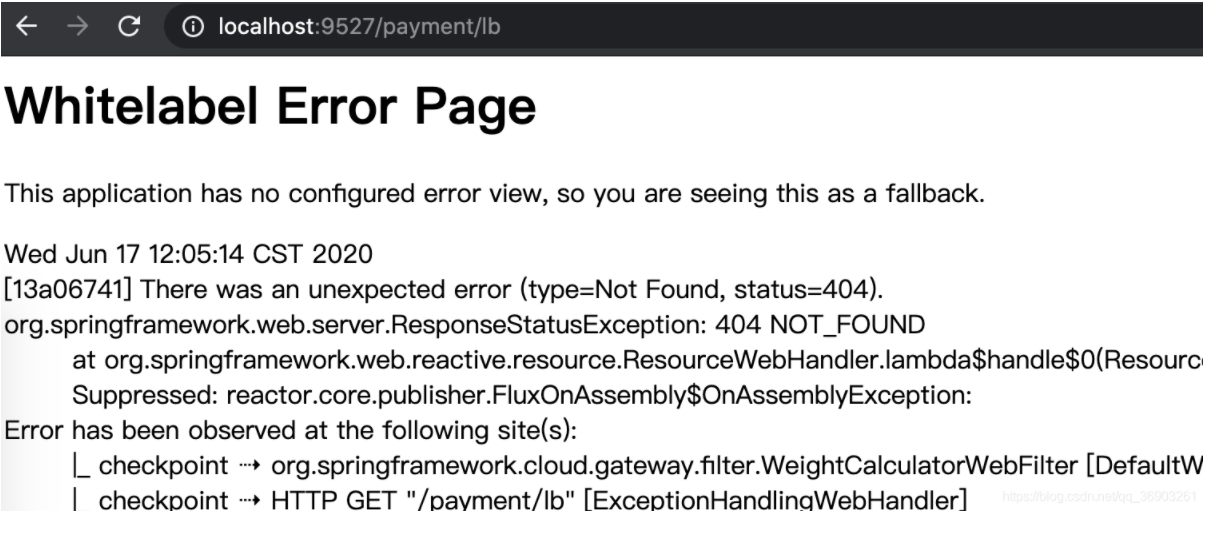 localhost:9527/payment/lb
Whitelabel Error Page
This application has no configured error view, so you are seeing this as a fallback.
Wed Jun 17 12:05:14 CST 2020
[13a06741] There was an unexpected error (type=Not Found, status=404).
org.springframework.web.server.ResponseStatusException: 404 NOT_FOUND
at org.springframework.web.reactive.resource.ResourceWebHandler.lambda$handle$0(Resourc
Suppressed: reactor.core.publisher.FluxOnAssembly$OnAssemblyException:
Error has been observed at the following site(s):
|_ checkpoint ⇢ org.springframework.cloud.gateway.filter.WeightCalculatorWebFilter [DefaultW
|_ checkpoint ⇢ HTTP GET "/payment/lb" [ExceptionHandlingWebHandler]
https://blog.csdn.net/qq_36903261